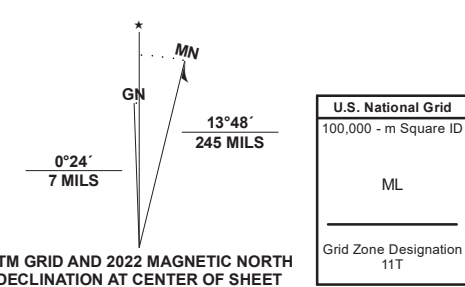 ★
MN
GN
13°48´
245 MILS
0°24´
7 MILS
TM GRID AND 2022 MAGNETIC NORTH
DECLINATION AT CENTER OF SHEET
U.S. National Grid
100,000 - m Square ID
ML
Grid Zone Designation
11T